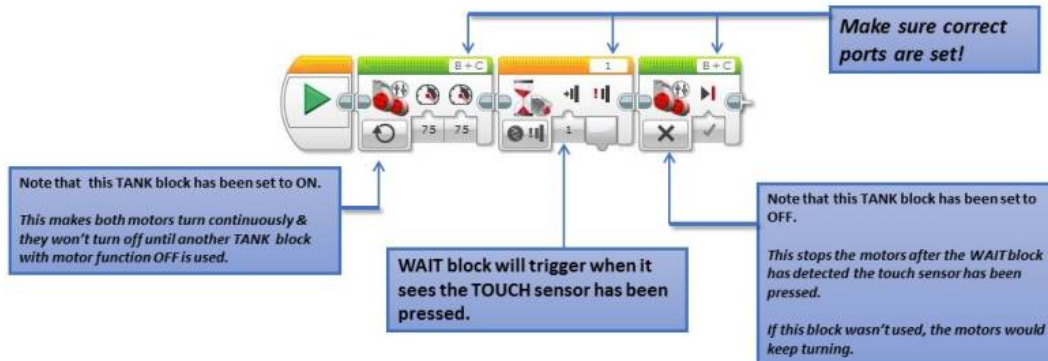 Make sure correct
ports are set!
B + C
1
B + C
75 75
1
Note that this TANK block has been set to ON.
This makes both motors turn continuously &
they won't turn off until another TANK block
with motor function OFF is used.
WAIT block will trigger when it
sees the TOUCH sensor has been
pressed.
Note that this TANK block has been set to
OFF.
This stops the motors after the WAIT block
has detected the touch sensor has been
pressed.
If this block wasn't used, the motors would
keep turning.